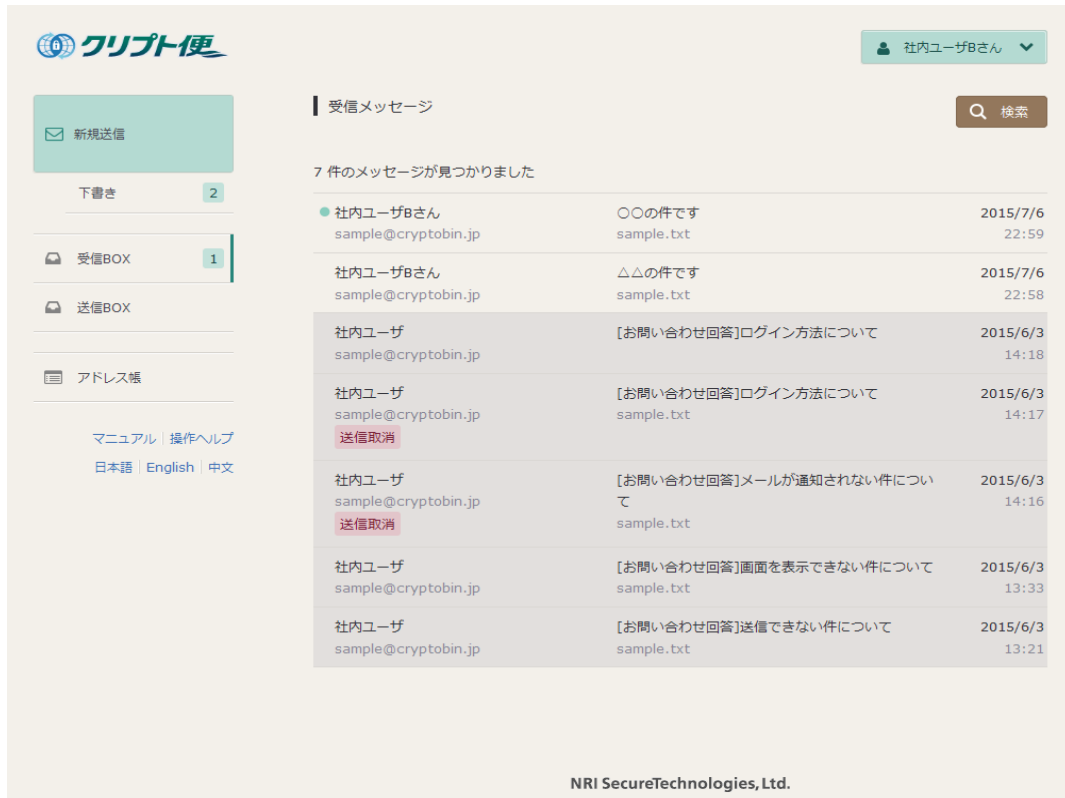 クリプト便
社内ユーザBさん
新規送信
下書き 2
受信BOX 1
送信BOX
アドレス帳
マニュアル 操作ヘルプ
日本語 English 中文
受信メッセージ
検索
7 件のメッセージが見つかりました
社内ユーザBさん ○○の件です 2015/7/6
sample@cryptobin.jp sample.txt 22:59
社内ユーザBさん △△の件です 2015/7/6
sample@cryptobin.jp sample.txt 22:58
社内ユーザ [お問い合わせ回答]ログイン方法について 2015/6/3
sample@cryptobin.jp 14:18
社内ユーザ [お問い合わせ回答]ログイン方法について 2015/6/3
sample@cryptobin.jp sample.txt 14:17
送信取消
社内ユーザ [お問い合わせ回答]メールが通知されない件につい 2015/6/3
sample@cryptobin.jp て 14:16
送信取消 sample.txt
社内ユーザ [お問い合わせ回答]画面を表示できない件について 2015/6/3
sample@cryptobin.jp sample.txt 13:33
社内ユーザ [お問い合わせ回答]送信できない件について 2015/6/3
sample@cryptobin.jp sample.txt 13:21
NRI SecureTechnologies, Ltd.